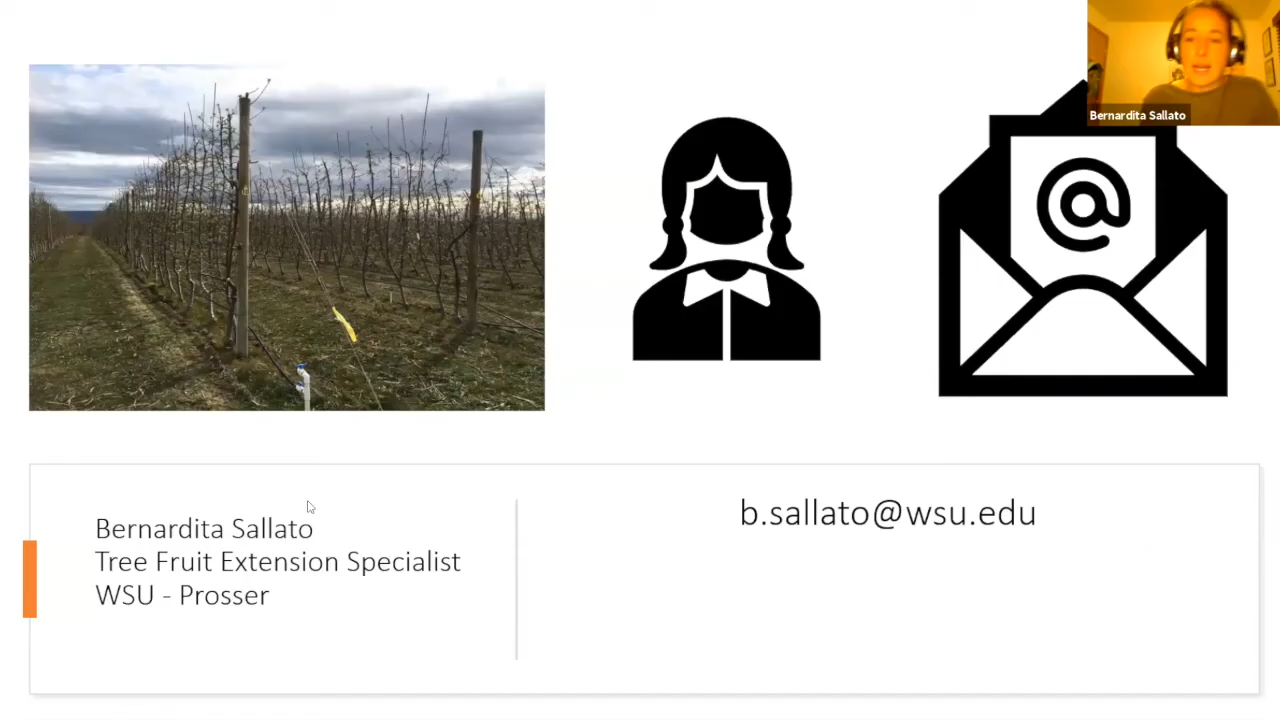 Bernardita Sallato
@
Bernardita Sallato
Tree Fruit Extension Specialist
WSU - Prosser
b.sallato@wsu.edu